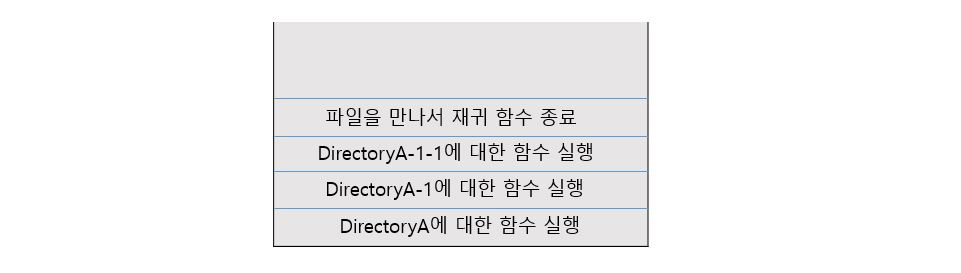 파일을 만나서 재귀 함수 종료
DirectoryA-1-1에 대한 함수 실행
DirectoryA-1에 대한 함수 실행
DirectoryA에 대한 함수 실행